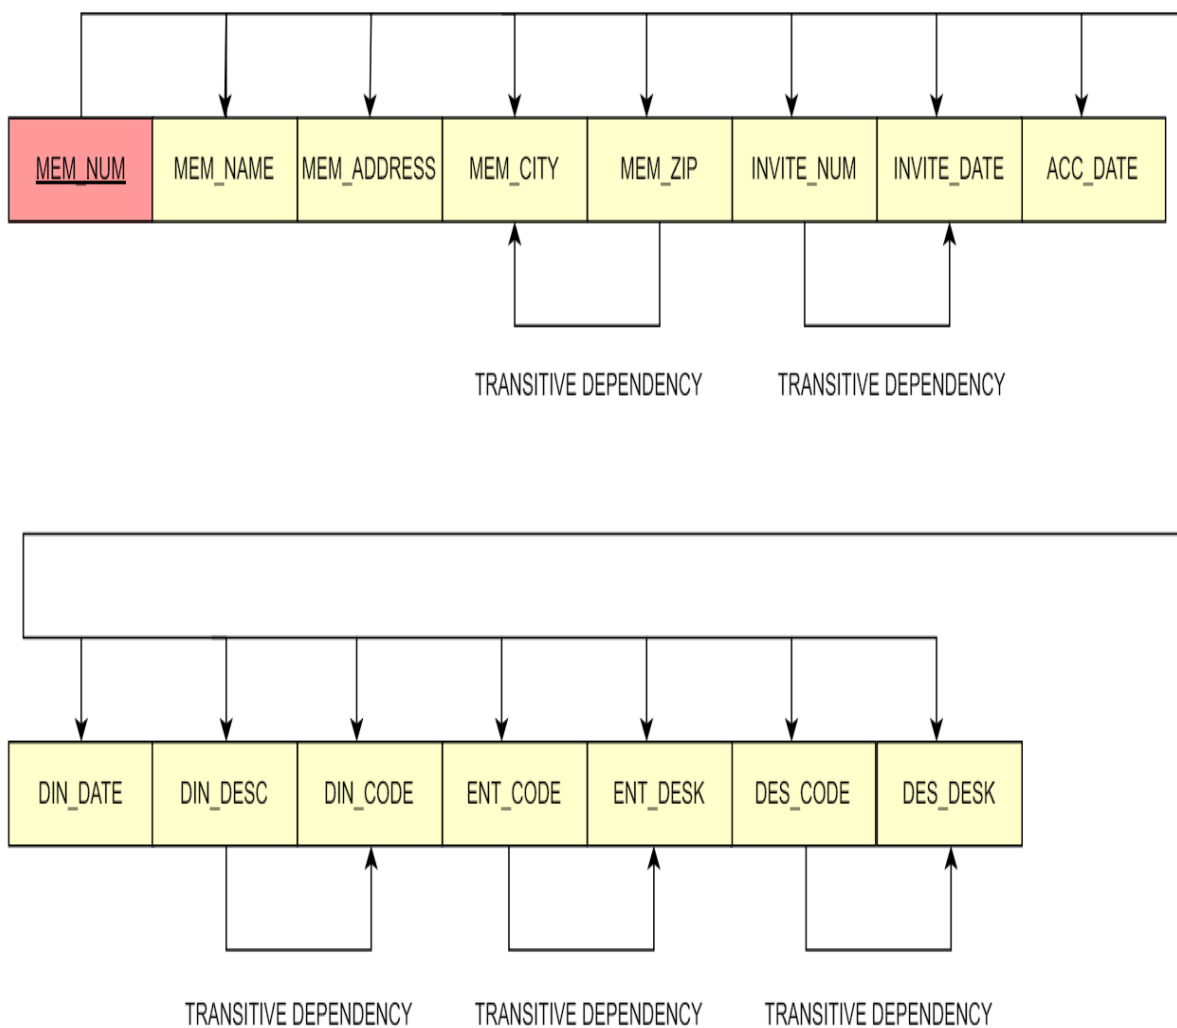 MEM_NUM MEM_NAME MEM_ADDRESS MEM_CITY MEM_ZIP INVITE_NUM INVITE_DATE ACC_DATE
TRANSITIVE DEPENDENCY TRANSITIVE DEPENDENCY
DIN_DATE DIN_DESC DIN_CODE ENT_CODE ENT_DESK DES_CODE DES_DESK
TRANSITIVE DEPENDENCY TRANSITIVE DEPENDENCY TRANSITIVE DEPENDENCY